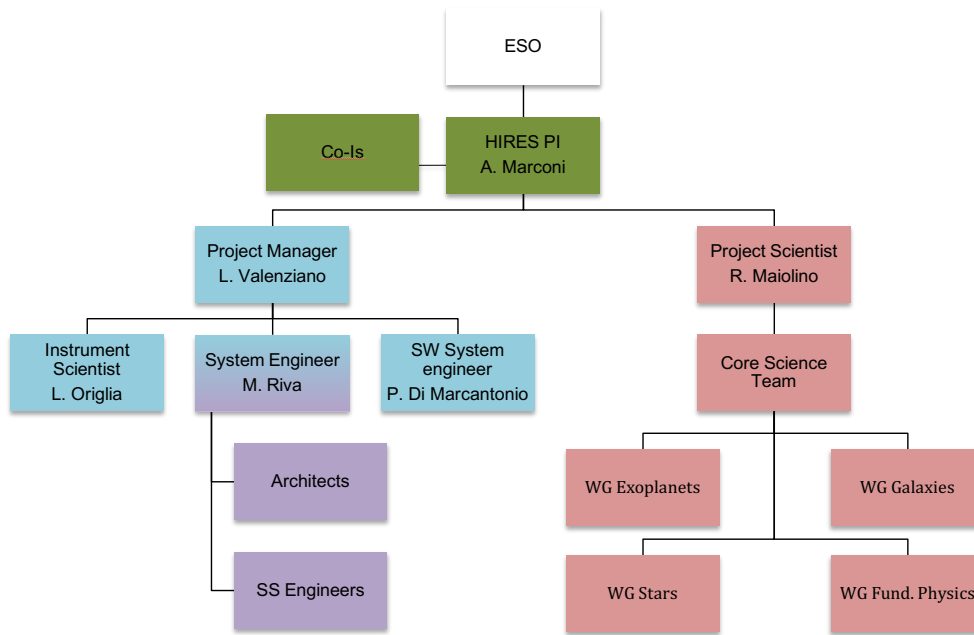 ESO
Co-Is
HIRES PI
A. Marconi
Project Manager
L. Valenziano
Project Scientist
R. Maiolino
Instrument
Scientist
L. Origlia
System Engineer
M. Riva
SW System
engineer
P. Di Marcantonio
Core Science
Team
Architects
WG Exoplanets
WG Galaxies
SS Engineers
WG Stars
WG Fund. Physics